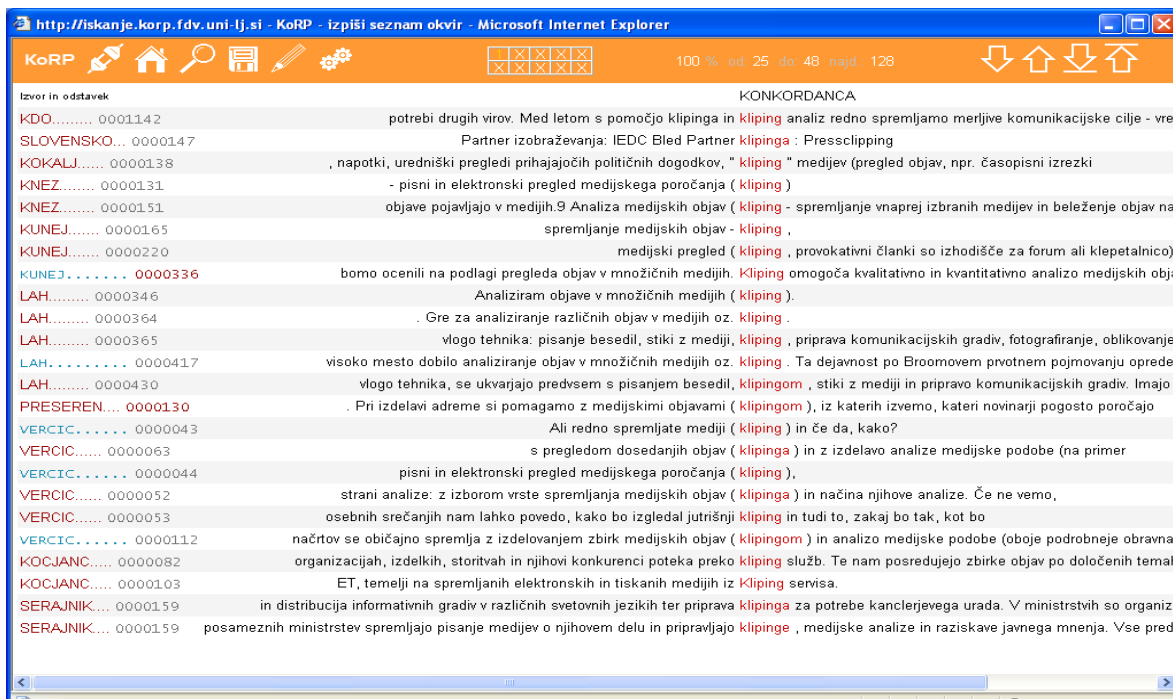 http://iskanje.korp.fdv.uni-lj.si - KoRP - izpiši seznam okvir - Microsoft Internet Explorer
KoRP 100 % od 25 do 48 najd. 128
Izvor in odstavek KONKORDANCA
KDO......... 0001142 potrebi drugih virov. Med letom s pomočjo klipinga in kliping analiz redno spremljamo merljive komunikacijske cilje - vre
SLOVENSKO... 0000147 Partner izobraževanja: IEDC Bled Partner klipinga : Pressclipping
KOKALJ...... 0000138 , napotki, uredniški pregledi prihajajočih političnih dogodkov, " kliping " medijev (pregled objav, npr. časopisni izrezki
KNEZ........ 0000131 - pisni in elektronski pregled medijskega poročanja ( kliping )
KNEZ........ 0000151 objave pojavljajo v medijih.9 Analiza medijskih objav ( kliping - spremljanje vnaprej izbranih medijev in beleženje objav na
KUNEJ....... 0000165 spremljanje medijskih objav - kliping ,
KUNEJ....... 0000220 medijski pregled ( kliping , provokativni članki so izhodišče za forum ali klepetalnico)
KUNEJ....... 0000336 bomo ocenili na podlagi pregleda objav v množičnih medijih. Kliping omogoča kvalitativno in kvantitativno analizo medijskih obja
LAH......... 0000346 Analiziram objave v množičnih medijih ( kliping ).
LAH......... 0000364 . Gre za analiziranje različnih objav v medijih oz. kliping .
LAH......... 0000365 vlogo tehnika: pisanje besedil, stiki z mediji, kliping , priprava komunikacijskih gradiv, fotografiranje, oblikovanje
LAH......... 0000417 visoko mesto dobilo analiziranje objav v množičnih medijih oz. kliping . Ta dejavnost po Broomovem prvotnem pojmovanju oprede
LAH......... 0000430 vlogo tehnika, se ukvarjajo predvsem s pisanjem besedil, klipingom , stiki z mediji in pripravo komunikacijskih gradiv. Imajo
PRESEREN.... 0000130 . Pri izdelavi adreme si pomagamo z medijskimi objavami ( klipingom ), iz katerih izvemo, kateri novinarji pogosto poročajo
VERCIC...... 0000043 Ali redno spremljate mediji ( kliping ) in če da, kako?
VERCIC...... 0000063 s pregledom dosedanjih objav ( klipinga ) in z izdelavo analize medijske podobe (na primer
VERCIC...... 0000044 pisni in elektronski pregled medijskega poročanja ( kliping ),
VERCIC...... 0000052 strani analize: z izborom vrste spremljanja medijskih objav ( klipinga ) in načina njihove analize. Če ne vemo,
VERCIC...... 0000053 osebnih srečanjih nam lahko povedo, kako bo izgledal jutrišnji kliping in tudi to, zakaj bo tak, kot bo
VERCIC...... 0000112 načrtov se običajno spremlja z izdelovanjem zbirk medijskih objav ( klipingom ) in analizo medijske podobe (oboje podrobneje obravna
KOCJANC..... 0000082 organizacijah, izdelkih, storitvah in njihovi konkurenci poteka preko kliping služb. Te nam posredujejo zbirke objav po določenih temah
KOCJANC..... 0000103 ET, temelji na spremljanih elektronskih in tiskanih medijih iz Kliping servisa.
SERAJNIK.... 0000159 in distribucija informativnih gradiv v različnih svetovnih jezikih ter priprava klipinga za potrebe kanclerjevega urada. V ministrstvih so organiz
SERAJNIK.... 0000159 posameznih ministrstev spremljajo pisanje medijev o njihovem delu in pripravljajo klipinge , medijske analize in raziskave javnega mnenja. Vse pred